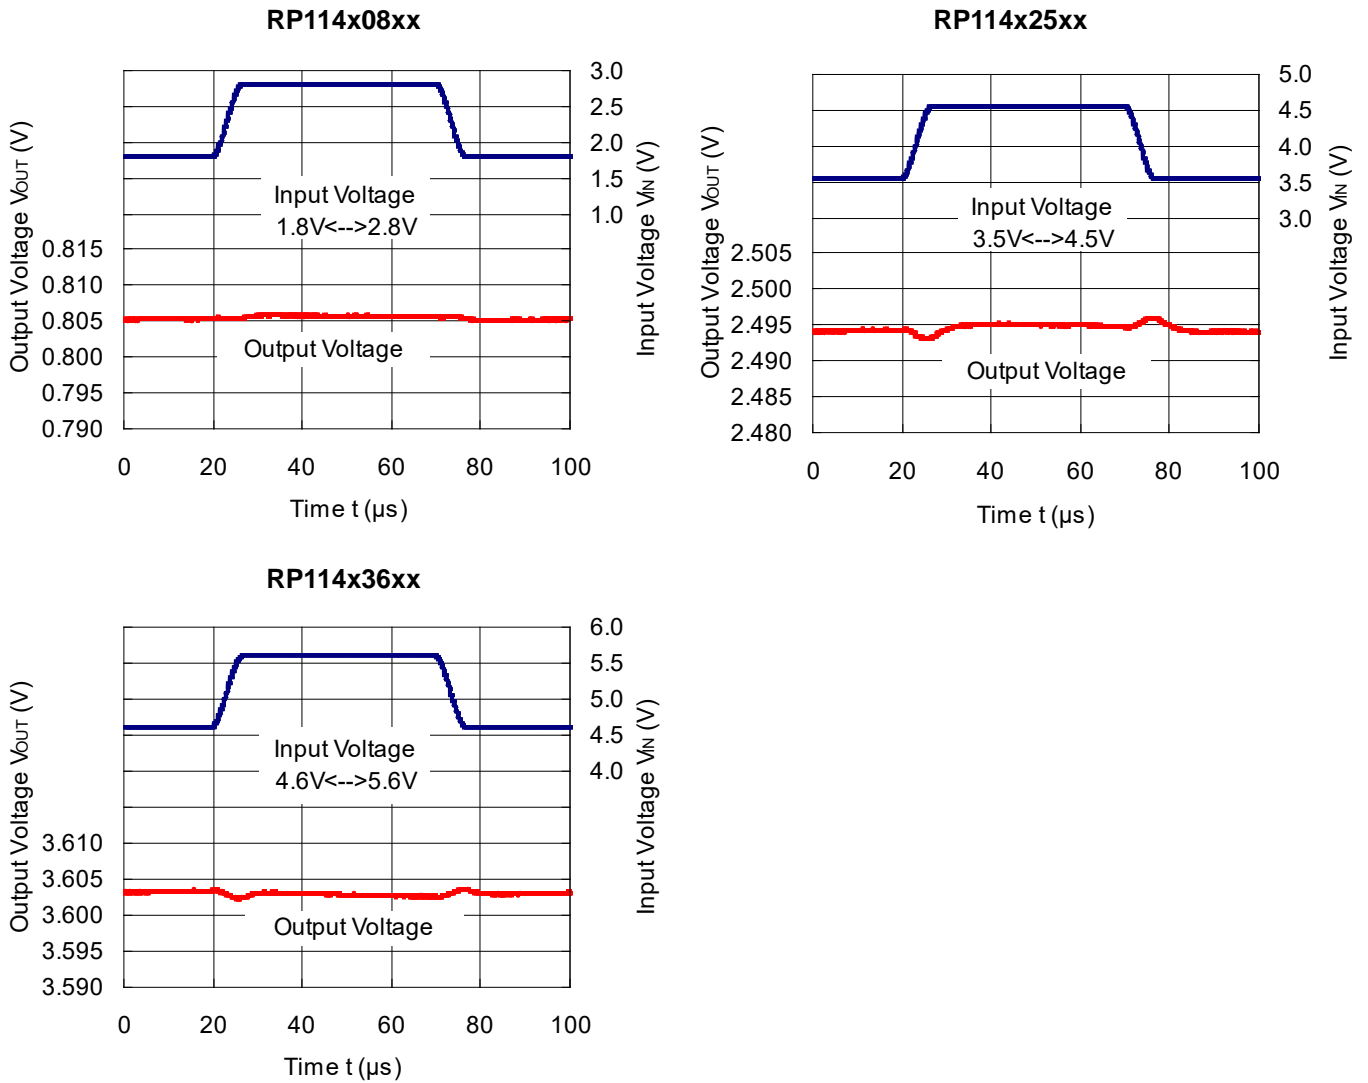 RP114x08xx
Output Voltage VOUT (V)
3.0
2.5
2.0
1.5
1.0
Input Voltage VIN (V)
Input Voltage
1.8V<-->2.8V
0.815
0.810
0.805
0.800
0.795
0.790
Output Voltage
0 20 40 60 80 100
Time t (µs)
RP114x25xx
Output Voltage VOUT (V)
5.0
4.5
4.0
3.5
3.0
Input Voltage VIN (V)
Input Voltage
3.5V<-->4.5V
2.505
2.500
2.495
2.490
2.485
2.480
Output Voltage
0 20 40 60 80 100
Time t (µs)
RP114x36xx
Output Voltage VOUT (V)
6.0
5.5
5.0
4.5
4.0
Input Voltage VIN (V)
Input Voltage
4.6V<-->5.6V
3.610
3.605
3.600
3.595
3.590
Output Voltage
0 20 40 60 80 100
Time t (µs)